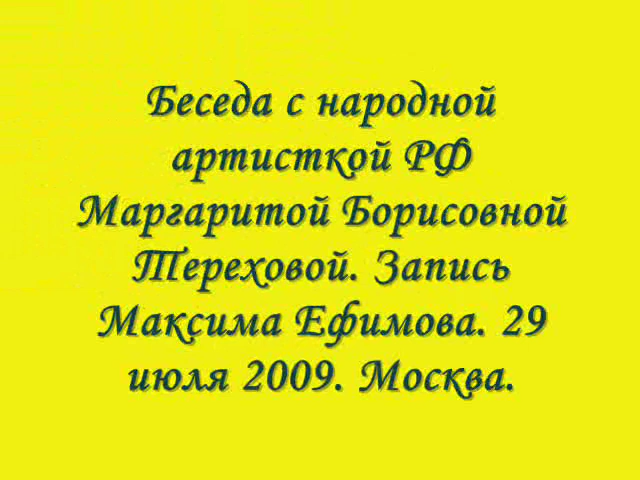 Беседа с народной
артисткой РФ
Маргаритой Борисовной
Тереховой. Запись
Максима Ефимова. 29
июля 2009. Москва.